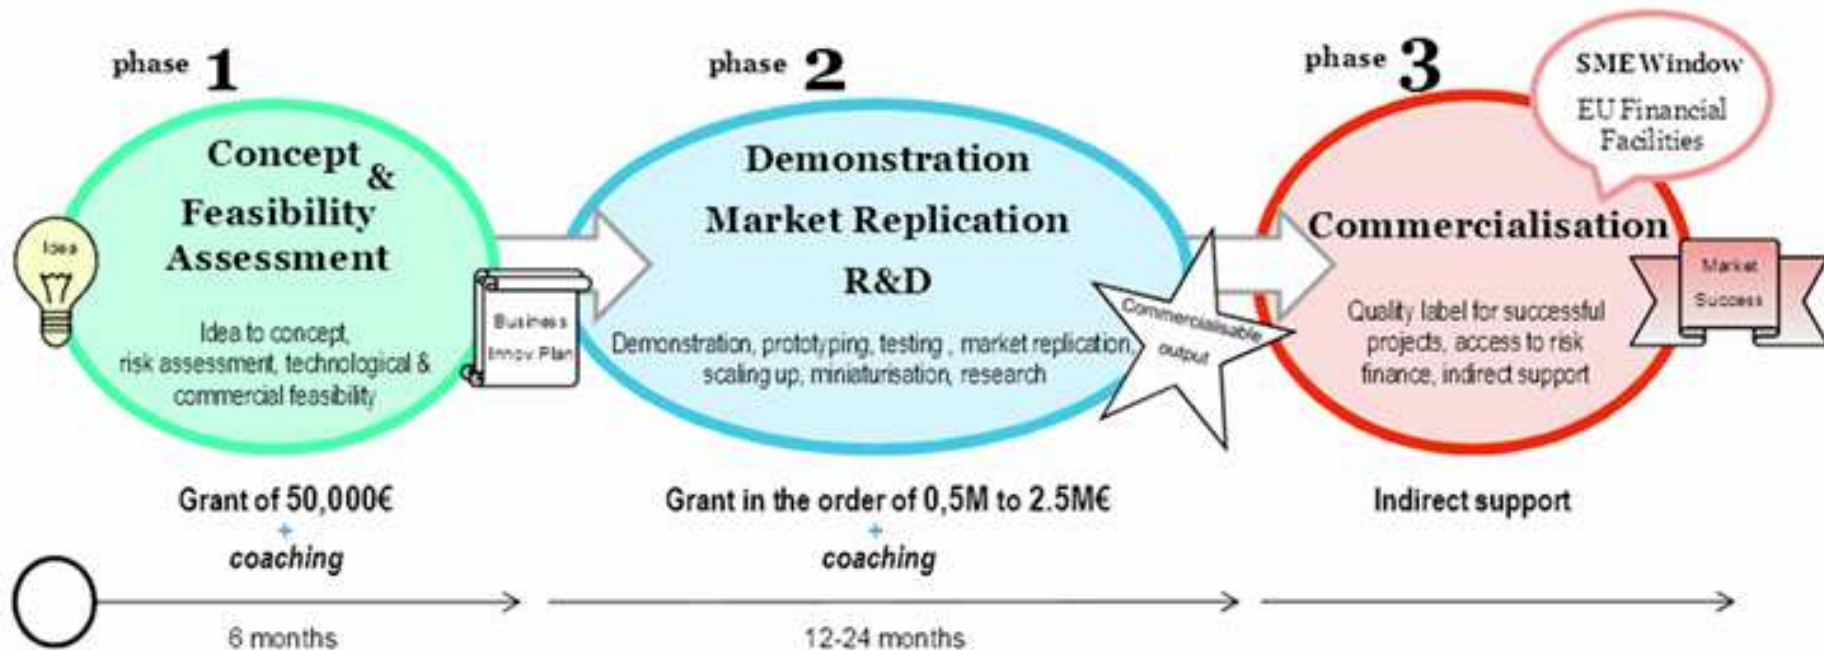 phase 1
Concept
&
Feasibility
Assessment
Idea
Idea to concept,
risk assessment, technological &
commercial feasibility
Business
Innov. Plan
Grant of 50,000€
+
coaching
6 months
phase 2
Demonstration
Market Replication
R&D
Demonstration, prototyping, testing , market replication,
scaling up, miniaturisation, research
Commercialisable
output
Grant in the order of 0,5M to 2.5M€
+
coaching
12-24 months
phase 3
SME Window
EU Financial
Facilities
Commercialisation
Quality label for successful
projects, access to risk
finance, indirect support
Market
Success
Indirect support